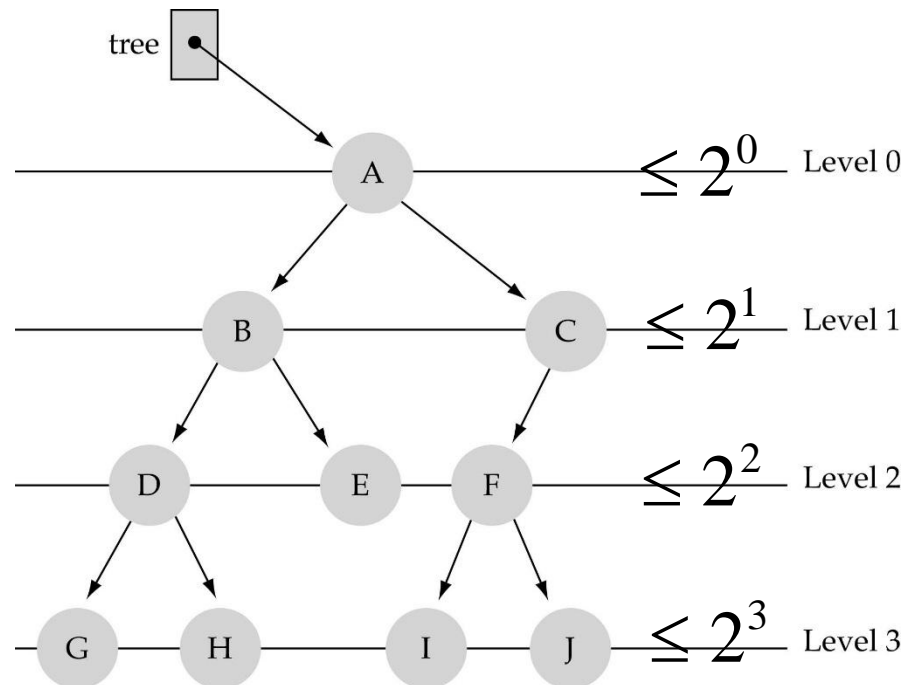 tree
A ≤ 2⁰ Level 0
B C ≤ 2¹ Level 1
D E F ≤ 2² Level 2
G H I J ≤ 2³ Level 3